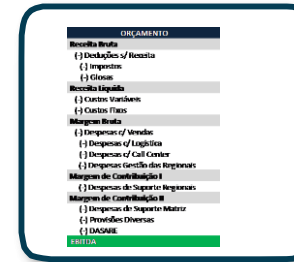 ORÇAMENTO
Receita Bruta
(-) Deduções s/ Receita
(-) Impostos
(-) Glosas
Receita Líquida
(-) Custos Variáveis
(-) Custos Fixos
Margem Bruta
(-) Despesas c/ Vendas
(-) Despesas c/ Logística
(-) Despesas c/ Call Center
(-) Despesas Gestão das Regionais
Margem de Contribuição I
(-) Despesas de Suporte Regionais
Margem de Contribuição II
(-) Despesas de Suporte Matriz
(-) Provisões Diversas
(-) DASARE
EBITDA